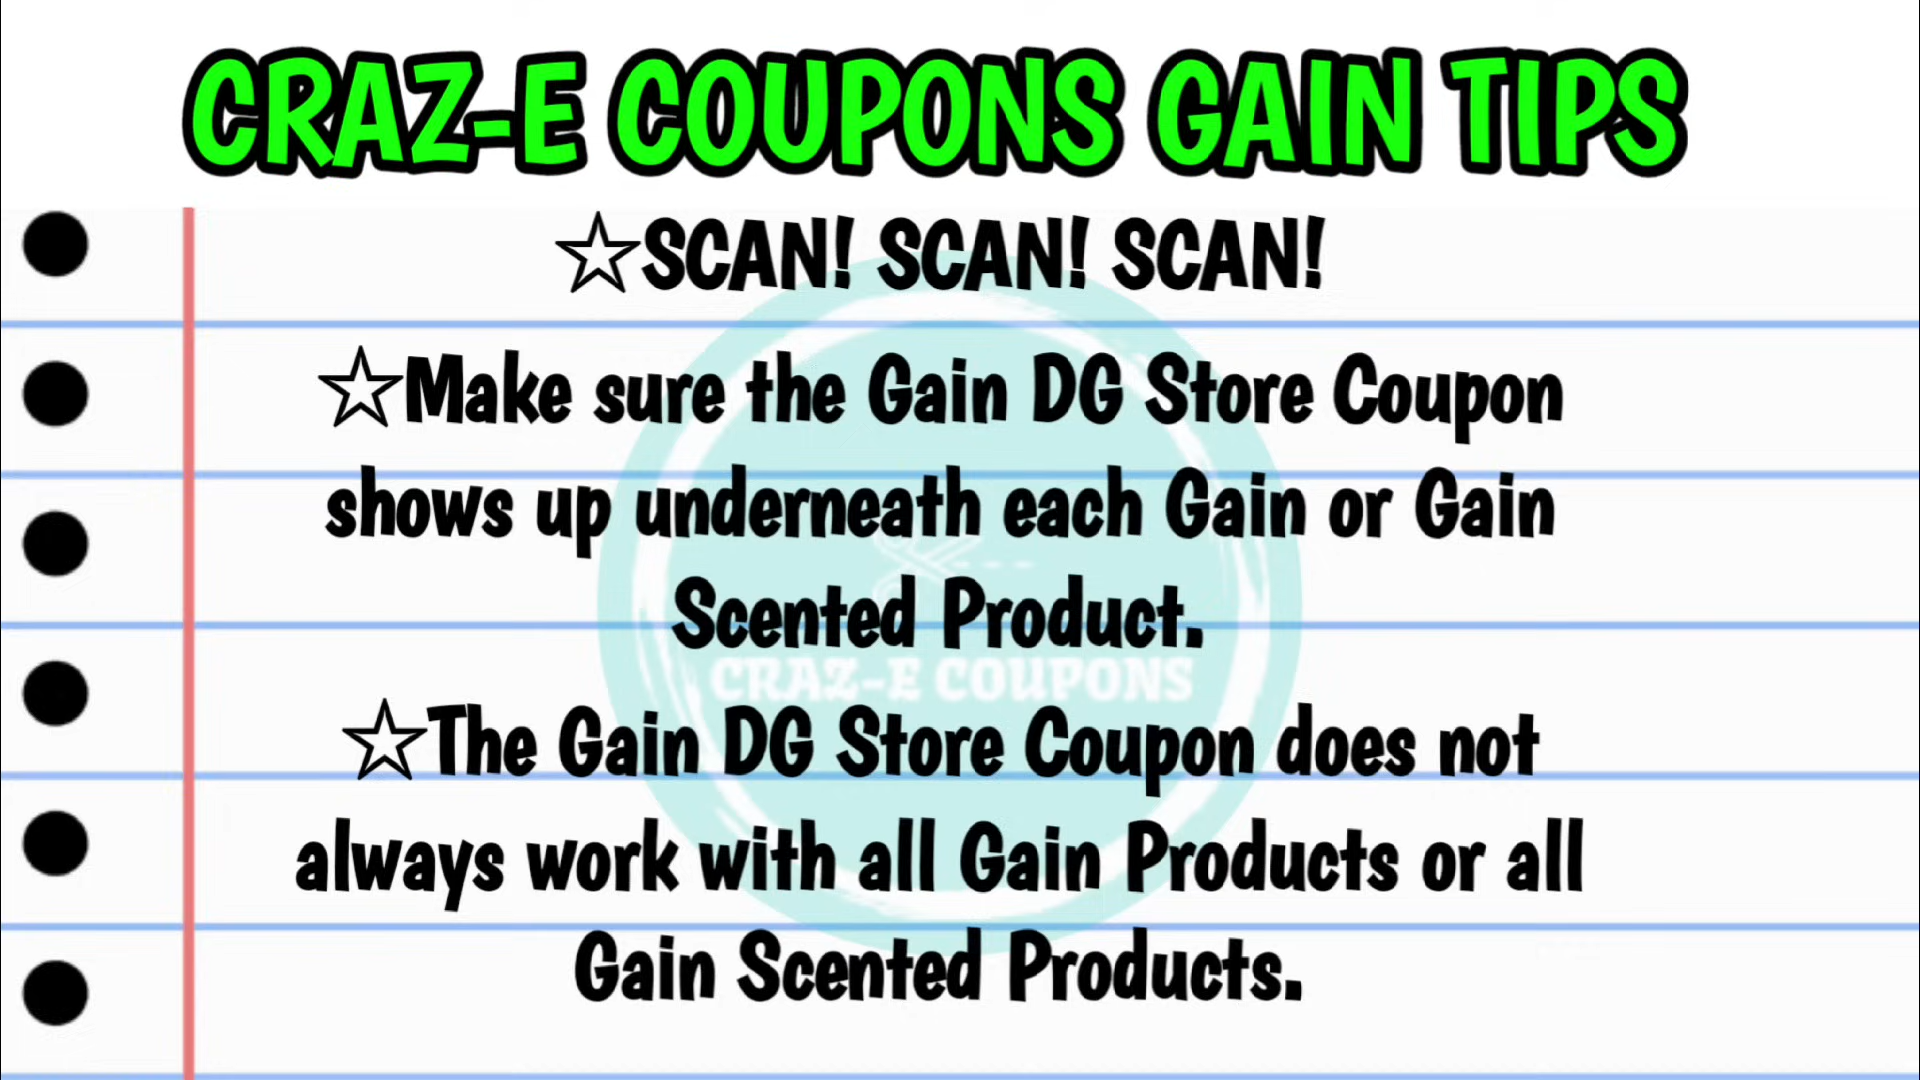 CRAZ-E COUPONS GAIN TIPS
☆SCAN! SCAN! SCAN!
☆Make sure the Gain DG Store Coupon
shows up underneath each Gain or Gain
Scented Product.
CRAZ-E COUPONS
☆The Gain DG Store Coupon does not
always work with all Gain Products or all
Gain Scented Products.